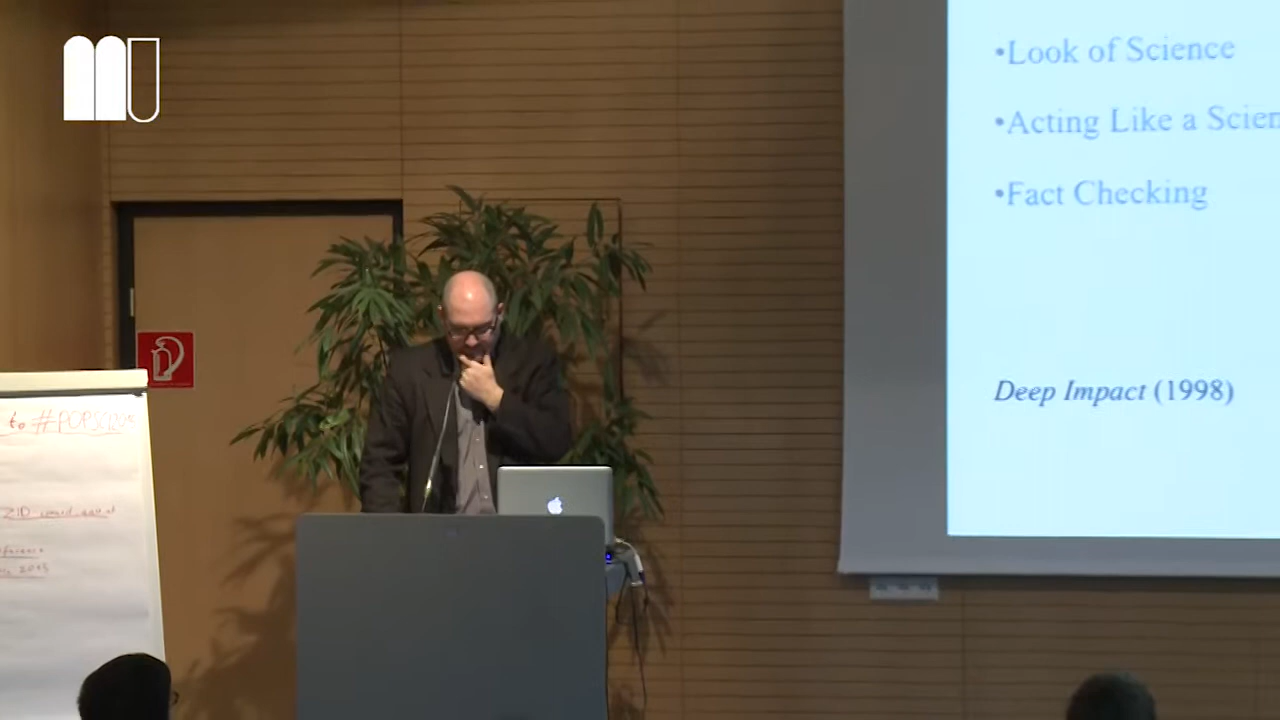 •Look of Science
•Acting Like a Scien
•Fact Checking
Deep Impact (1998)
to #POPSCI